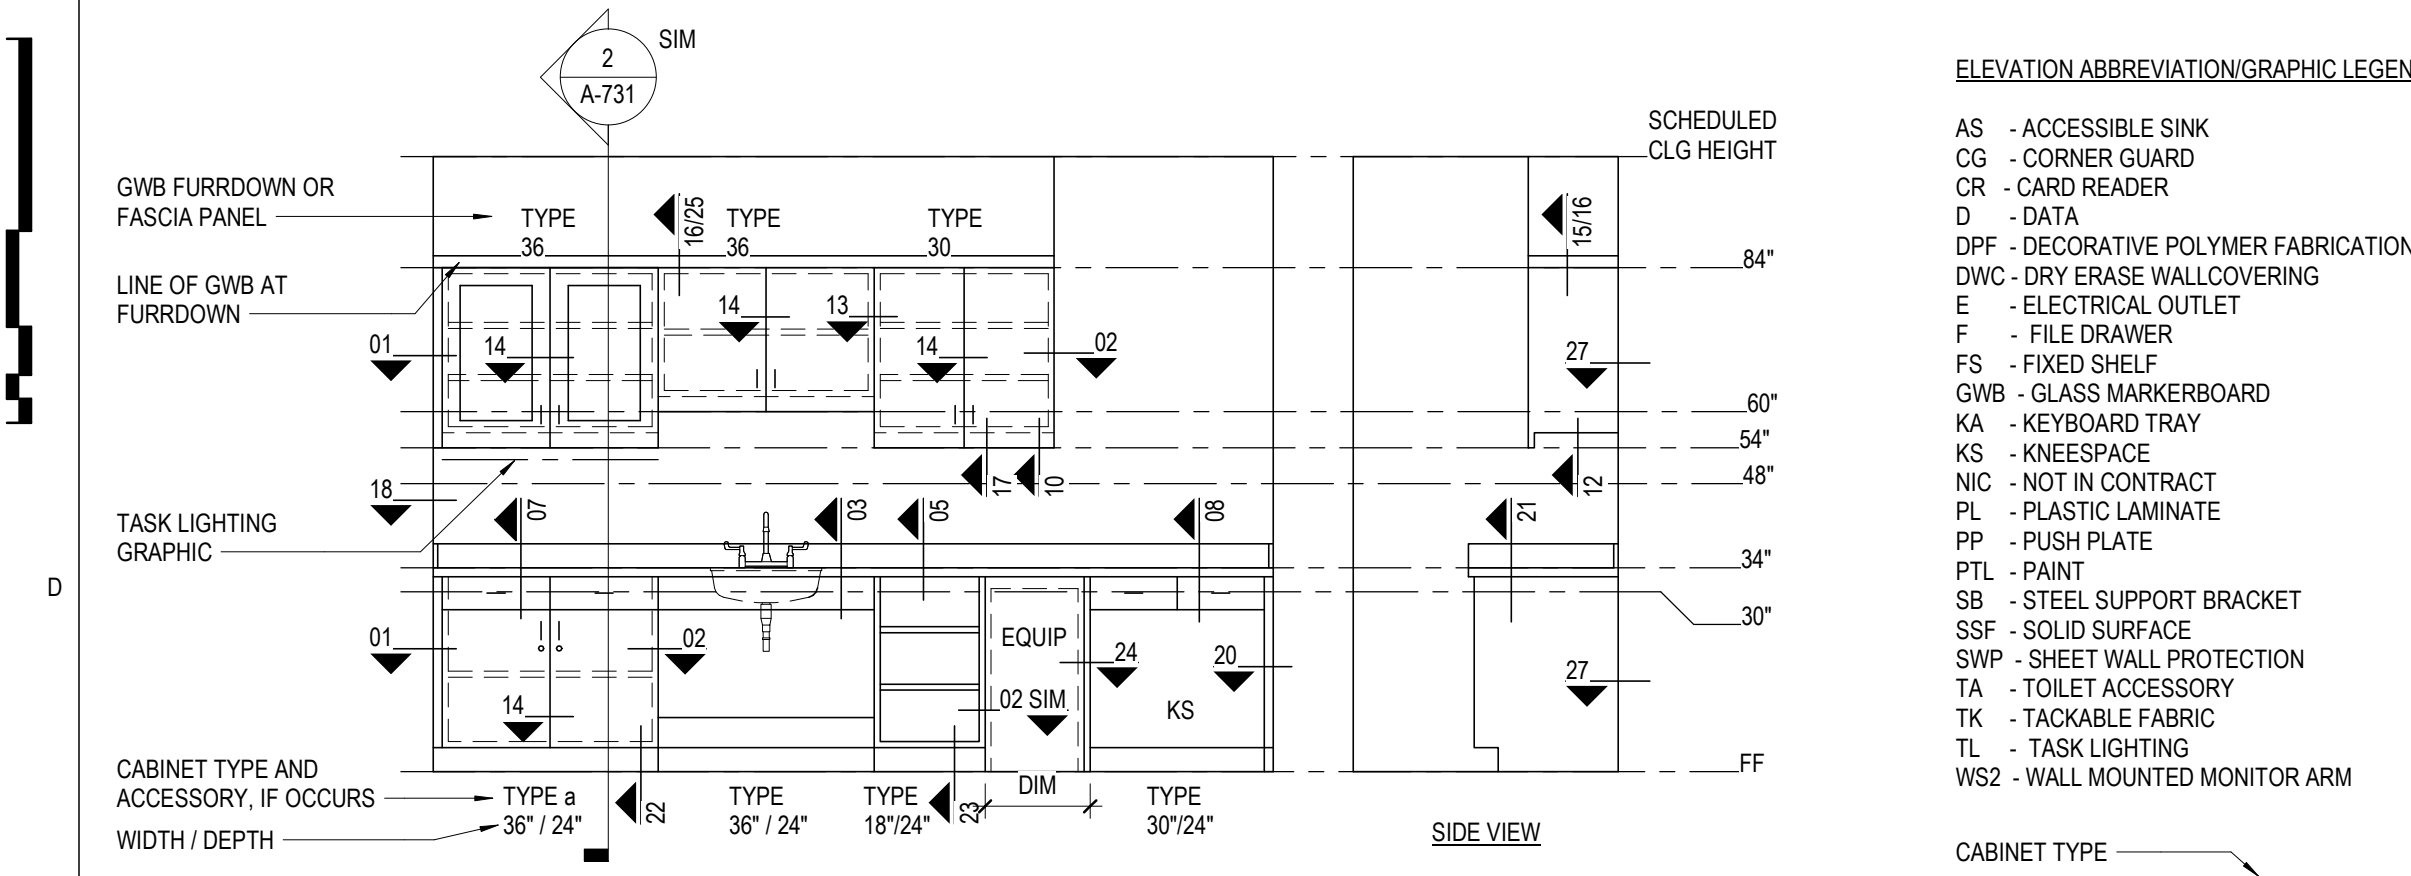 2
A-731
SIM
SCHEDULED
CLG HEIGHT
GWB FURRDOWN OR
FASCIA PANEL
TYPE
36
16/25
TYPE
36
TYPE
30
15/16
84"
LINE OF GWB AT
FURRDOWN
01
14
14
13
14
02
27
60"
54"
48"
18
17
10
12
TASK LIGHTING
GRAPHIC
07
03
05
08
21
34"
30"
D
01
02
EQUIP
24
20
27
14
02 SIM
KS
FF
CABINET TYPE AND
ACCESSORY, IF OCCURS
WIDTH / DEPTH
TYPE a
36" / 24"
22
TYPE
36" / 24"
TYPE
18"/24"
23
DIM
TYPE
30"/24"
SIDE VIEW
ELEVATION ABBREVIATION/GRAPHIC LEGEN
AS - ACCESSIBLE SINK
CG - CORNER GUARD
CR - CARD READER
D - DATA
DPF - DECORATIVE POLYMER FABRICATION
DWC - DRY ERASE WALLCOVERING
E - ELECTRICAL OUTLET
F - FILE DRAWER
FS - FIXED SHELF
GWB - GLASS MARKERBOARD
KA - KEYBOARD TRAY
KS - KNEESPACE
NIC - NOT IN CONTRACT
PL - PLASTIC LAMINATE
PP - PUSH PLATE
PTL - PAINT
SB - STEEL SUPPORT BRACKET
SSF - SOLID SURFACE
SWP - SHEET WALL PROTECTION
TA - TOILET ACCESSORY
TK - TACKABLE FABRIC
TL - TASK LIGHTING
WS2 - WALL MOUNTED MONITOR ARM
CABINET TYPE